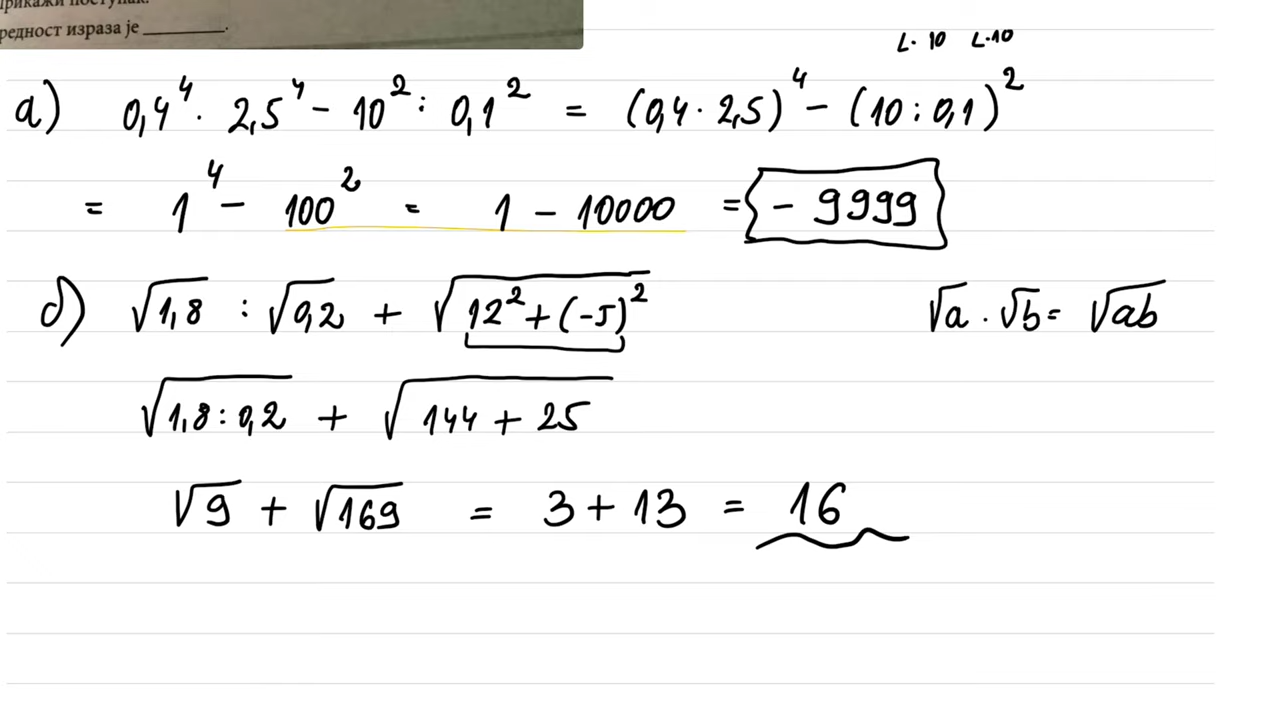 Прикажи поступак.
редност израза је ________.
L· 10 L·10
а) 0,4⁴ · 2,5⁴ − 10² : 0,1² = (0,4 · 2,5)⁴ − (10 : 0,1)²
= 1⁴ − 100² = 1 − 10000 = − 9999
б) √1,8 : √0,2 + √(12² + (−5)²) √a · √b = √ab
√(1,8 : 0,2) + √(144 + 25)
√9 + √169 = 3 + 13 = 16